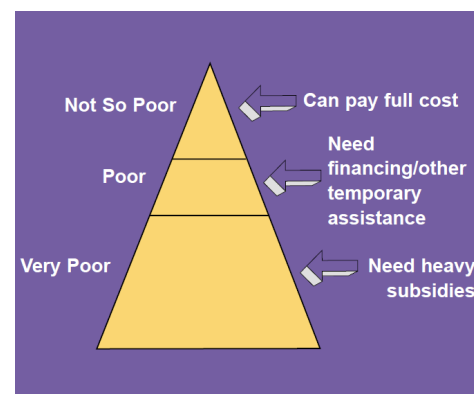 Not So Poor
Can pay full cost
Poor
Need
financing/other
temporary
assistance
Very Poor
Need heavy
subsidies